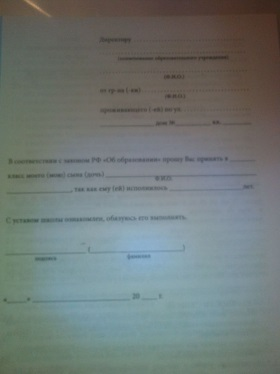 Директору
(наименование образовательного учреждения)
(Ф.И.О.)
от гр-на (-ки)
(Ф.И.О.)
проживающего (-ей) по ул.
дом № кв.
В соответствии с законом РФ «Об образовании» прошу Вас принять в
класс моего (мою) сына (дочь)
Ф.И.О.
, так как ему (ей) исполнилось лет.
С уставом школы ознакомлен, обязуюсь его выполнять.
( )
подпись фамилия
« » 20 г.